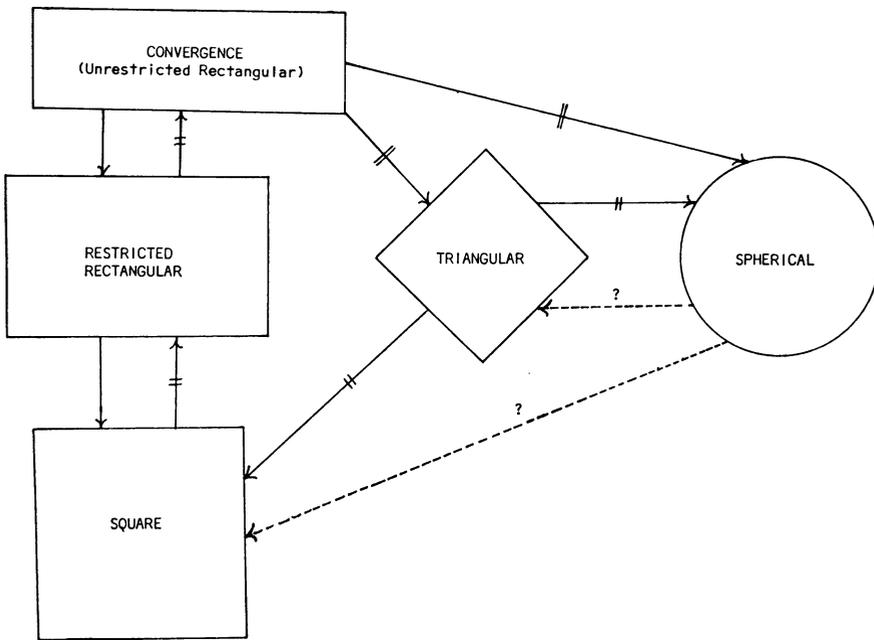 CONVERGENCE
(Unrestricted Rectangular)
RESTRICTED
RECTANGULAR
TRIANGULAR
SPHERICAL
?
?
SQUARE